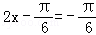 2x − π/6 = − π/6